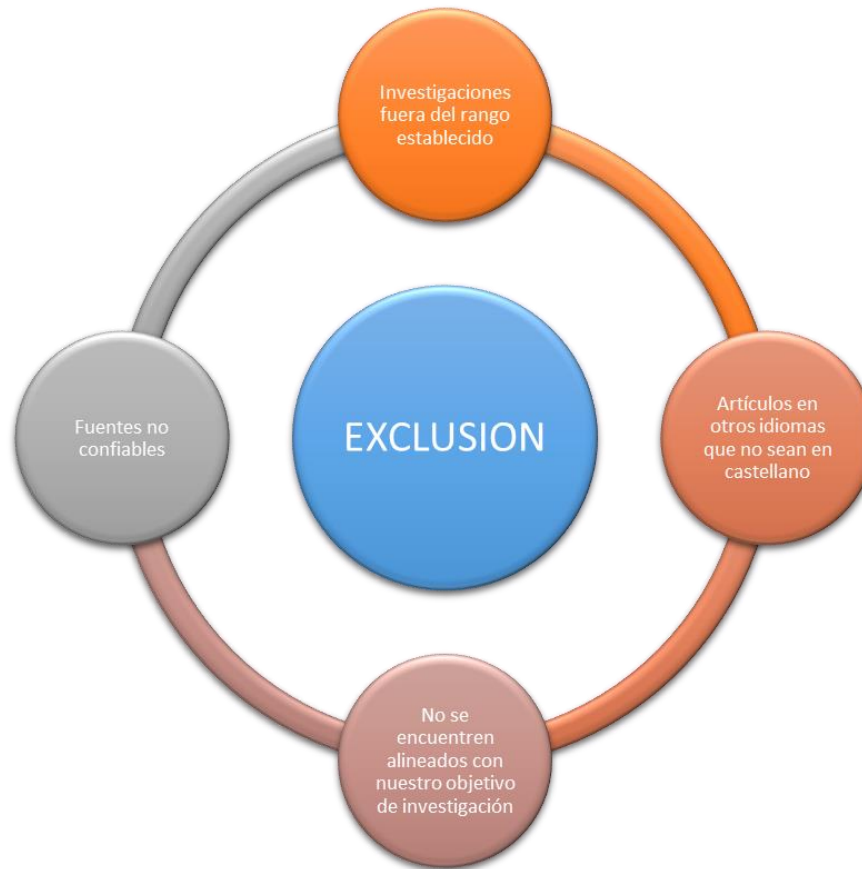 Investigaciones
fuera del rango
establecido
Fuentes no
confiables
EXCLUSION
Artículos en
otros idiomas
que no sean en
castellano
No se
encuentren
alineados con
nuestro objetivo
de investigación